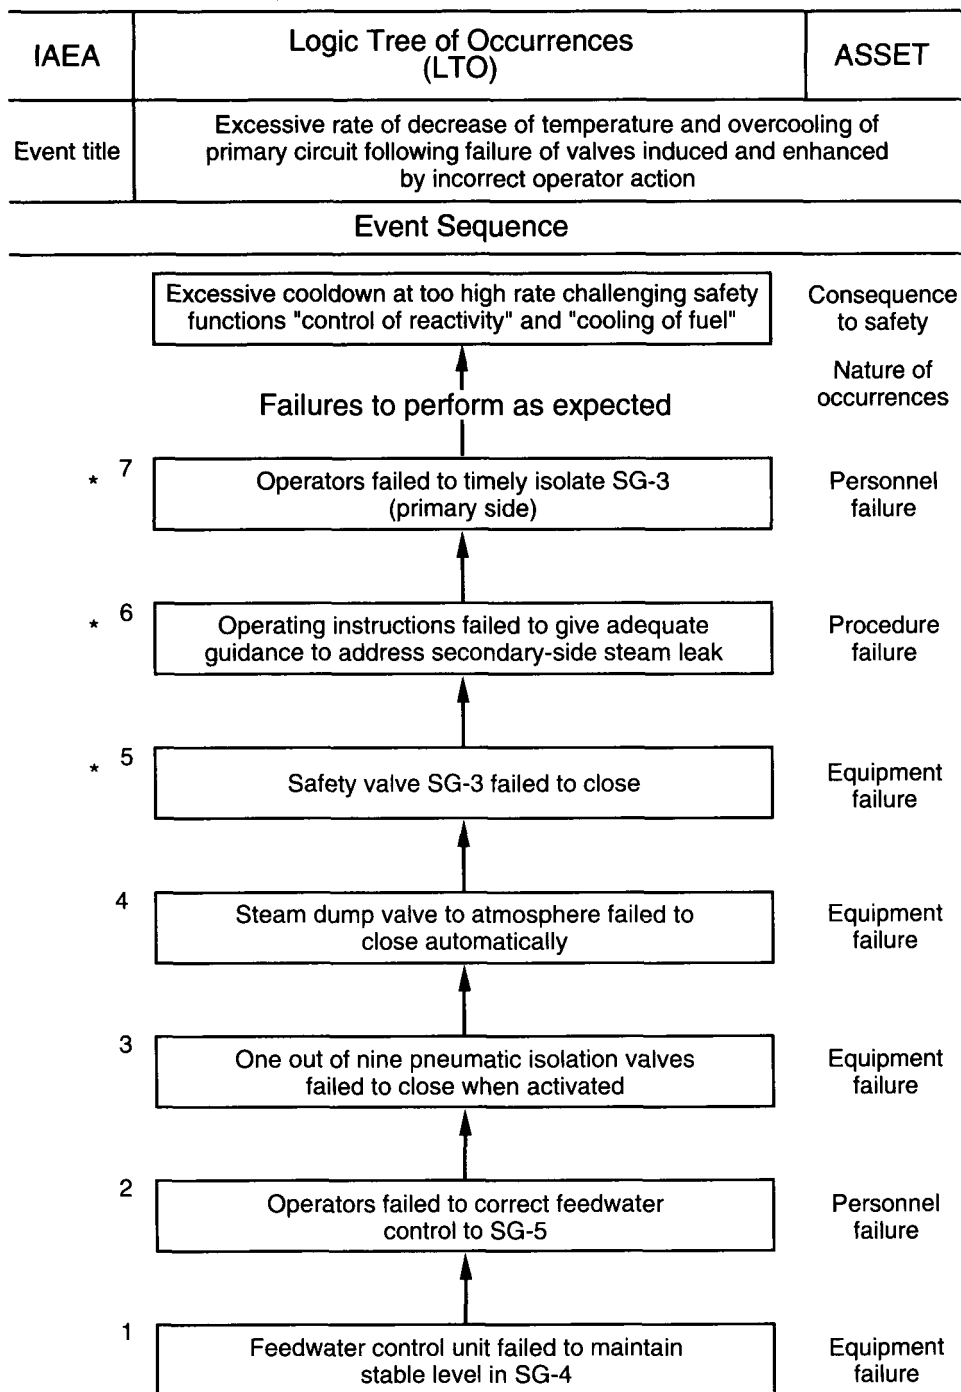 IAEA
Logic Tree of Occurrences
(LTO)
ASSET
Event title
Excessive rate of decrease of temperature and overcooling of
primary circuit following failure of valves induced and enhanced
by incorrect operator action
Event Sequence
Excessive cooldown at too high rate challenging safety
functions "control of reactivity" and "cooling of fuel"
Consequence
to safety
Nature of
occurrences
Failures to perform as expected
* 7
Operators failed to timely isolate SG-3
(primary side)
Personnel
failure
* 6
Operating instructions failed to give adequate
guidance to address secondary-side steam leak
Procedure
failure
* 5
Safety valve SG-3 failed to close
Equipment
failure
4
Steam dump valve to atmosphere failed to
close automatically
Equipment
failure
3
One out of nine pneumatic isolation valves
failed to close when activated
Equipment
failure
2
Operators failed to correct feedwater
control to SG-5
Personnel
failure
1
Feedwater control unit failed to maintain
stable level in SG-4
Equipment
failure